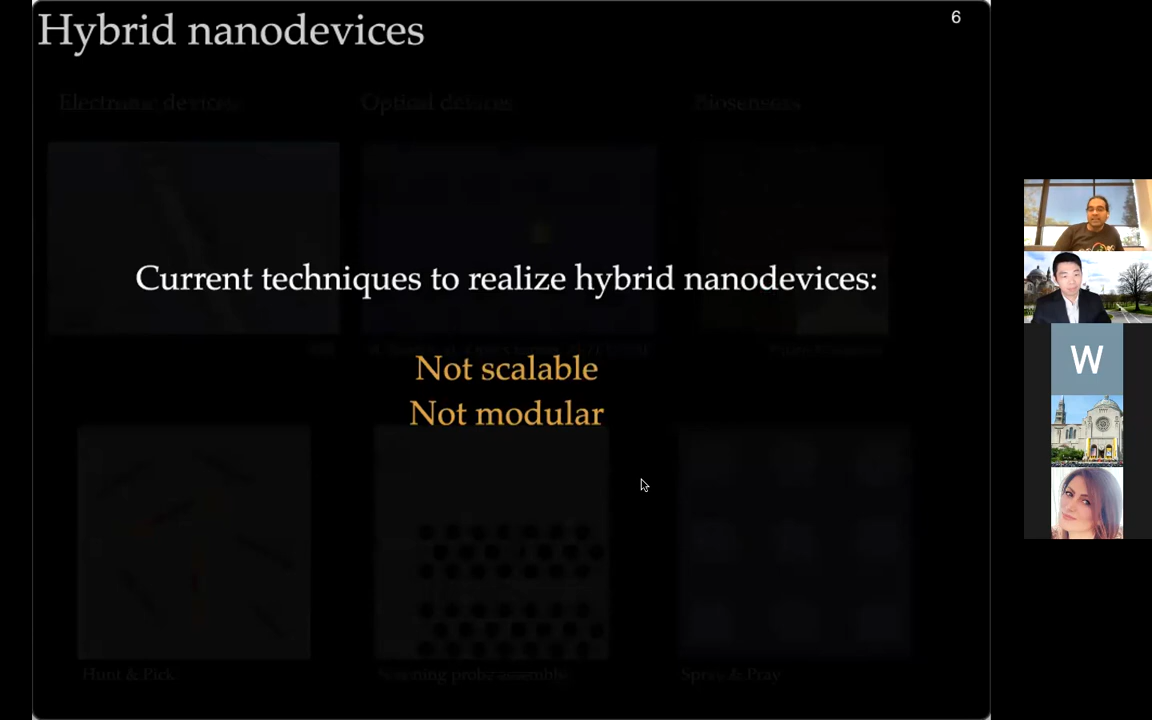 Hybrid nanodevices
6
Electronic devices
Optical devices
Biosensors
Current techniques to realize hybrid nanodevices:
Not scalable
Not modular
W
Hunt & Pick
Scanning probe assembly
Spray & Pray